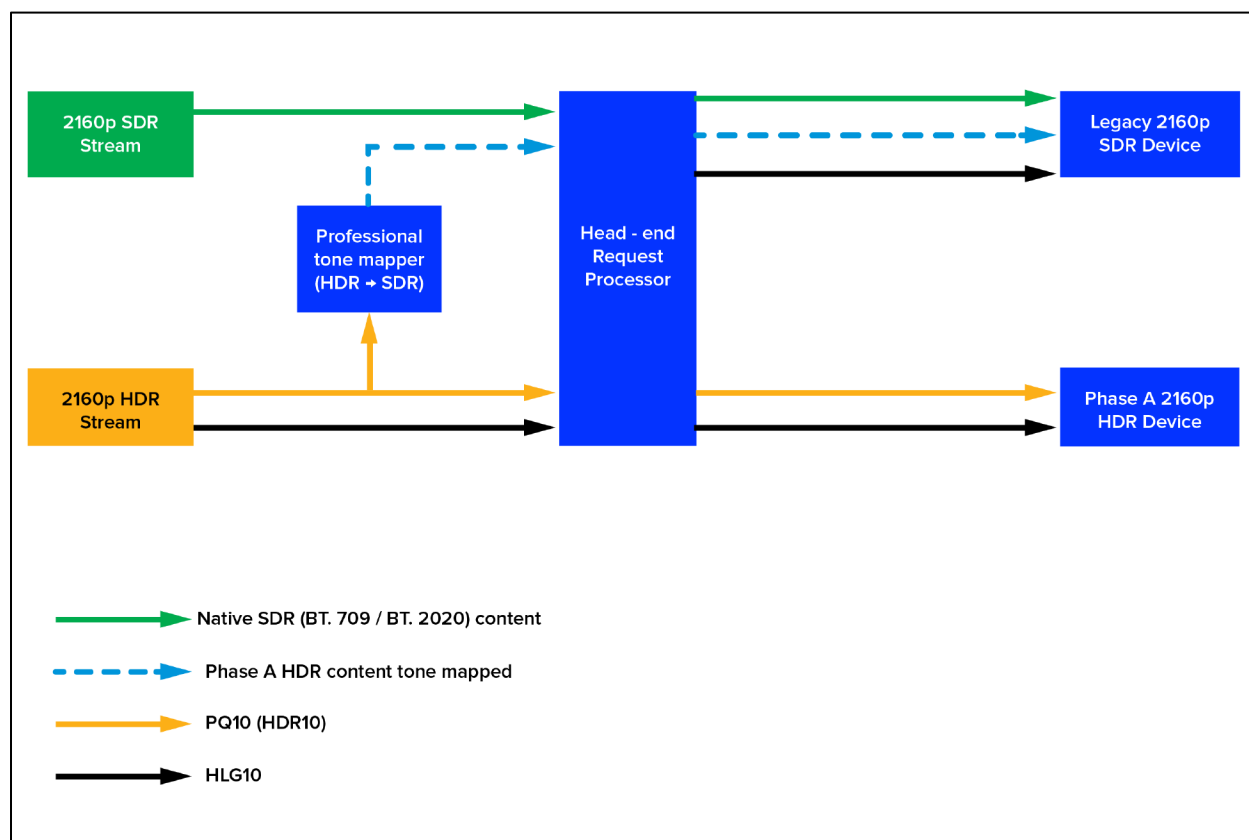 2160p SDR
Stream
Legacy 2160p
SDR Device
Professional
tone mapper
(HDR → SDR)
Head - end
Request
Processor
2160p HDR
Stream
Phase A 2160p
HDR Device
Native SDR (BT. 709 / BT. 2020) content
Phase A HDR content tone mapped
PQ10 (HDR10)
HLG10